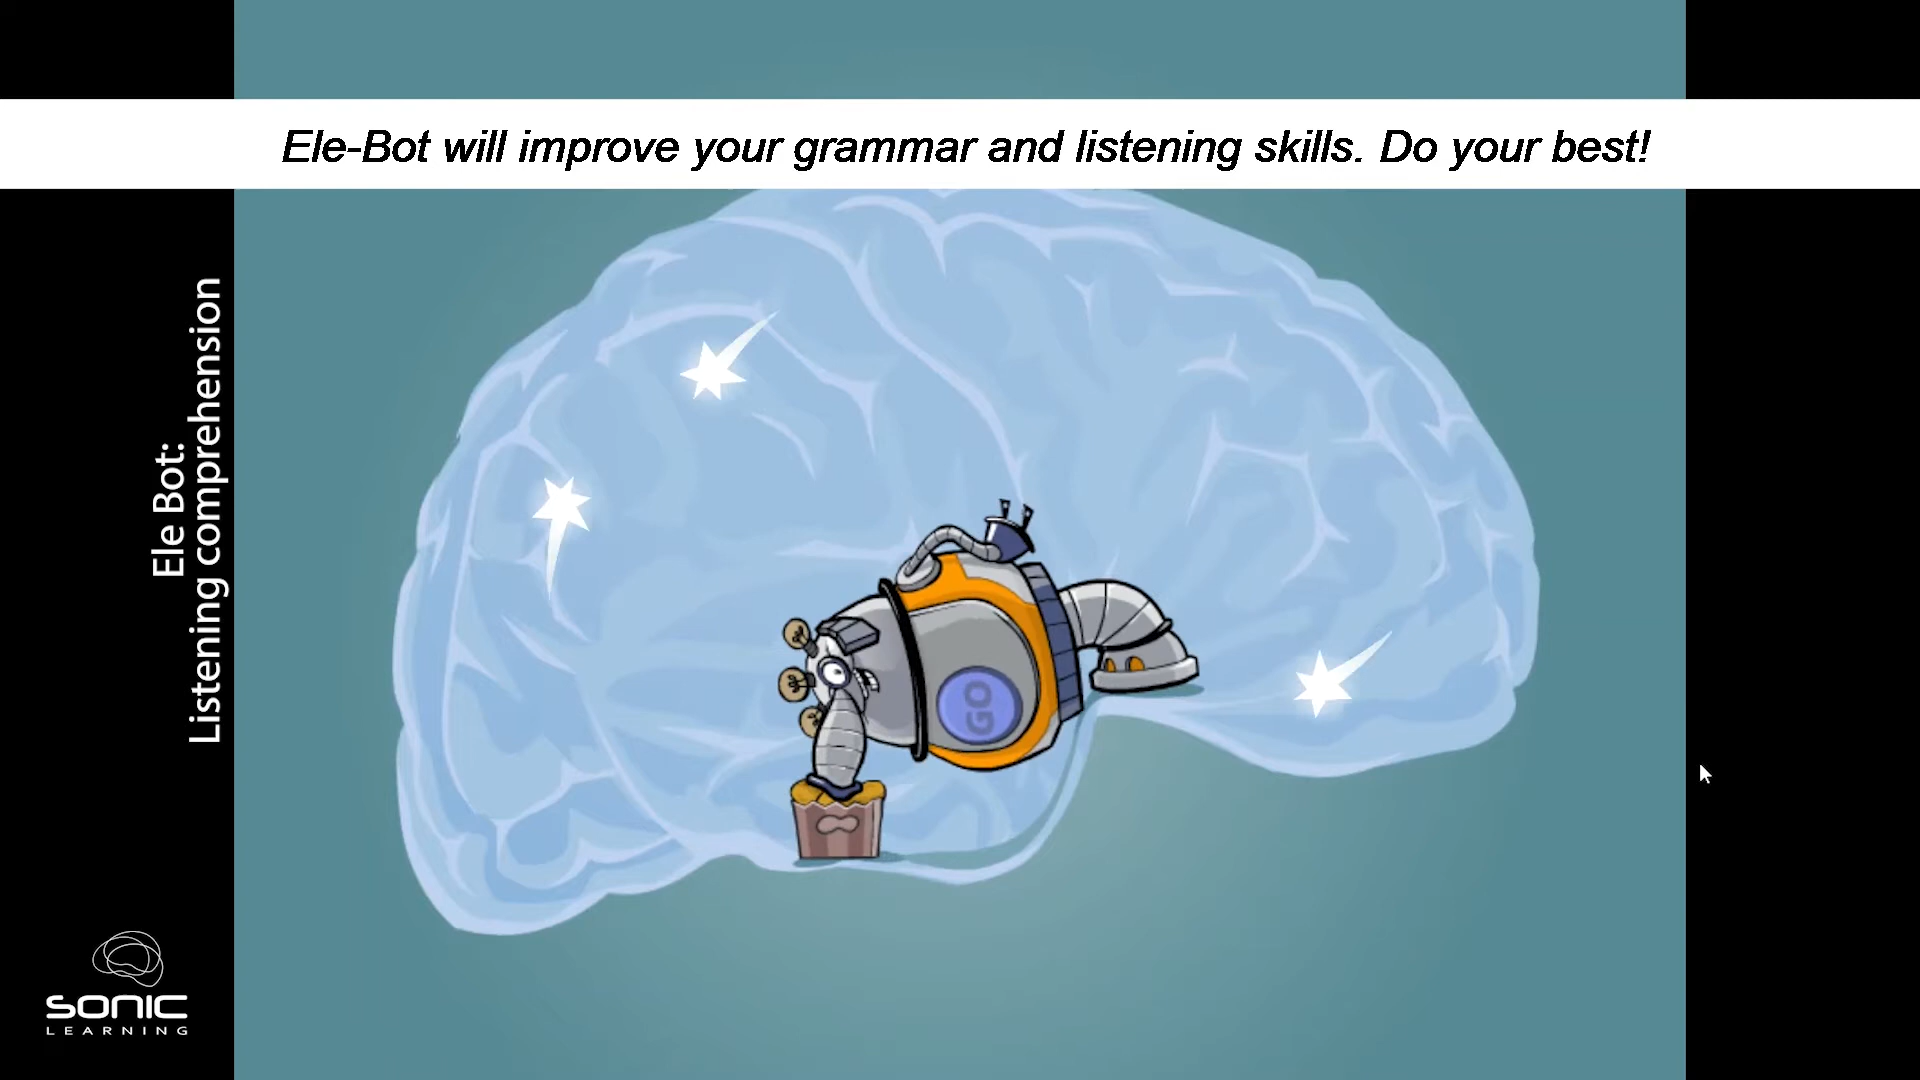 Ele-Bot will improve your grammar and listening skills. Do your best!
Ele Bot:
Listening comprehension
GO
SONIC
LEARNING